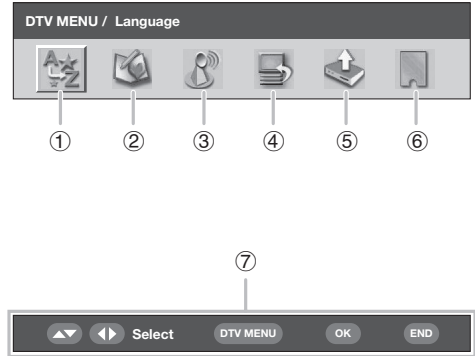 DTV MENU / Language
① ② ③ ④ ⑤ ⑥
⑦
Select DTV MENU OK END